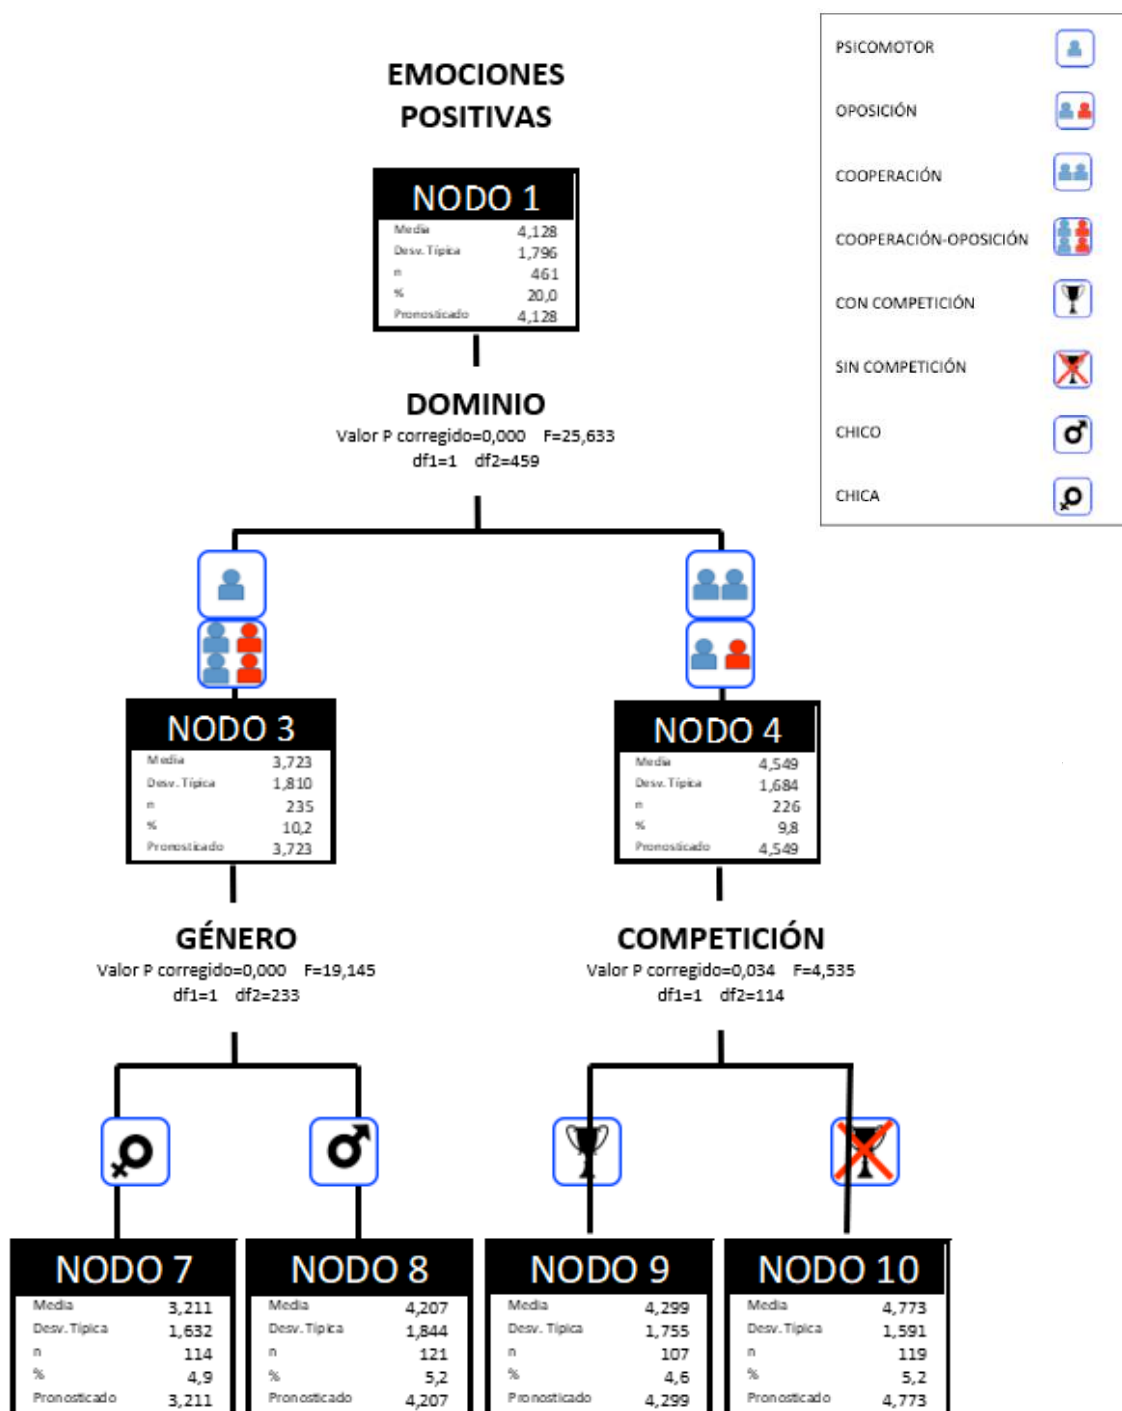 EMOCIONES
POSITIVAS
PSICOMOTOR
OPOSICIÓN
COOPERACIÓN
COOPERACIÓN-OPOSICIÓN
CON COMPETICIÓN
SIN COMPETICIÓN
CHICO
CHICA
NODO 1
Media 4,128
Desv. Típica 1,796
n 461
% 20,0
Pronosticado 4,128
DOMINIO
Valor P corregido=0,000 F=25,633
df1=1 df2=459
NODO 3
Media 3,723
Desv. Típica 1,810
n 235
% 10,2
Pronosticado 3,723
NODO 4
Media 4,549
Desv. Típica 1,684
n 226
% 9,8
Pronosticado 4,549
GÉNERO
Valor P corregido=0,000 F=19,145
df1=1 df2=233
COMPETICIÓN
Valor P corregido=0,034 F=4,535
df1=1 df2=114
NODO 7
Media 3,211
Desv. Típica 1,632
n 114
% 4,9
Pronosticado 3,211
NODO 8
Media 4,207
Desv. Típica 1,844
n 121
% 5,2
Pronosticado 4,207
NODO 9
Media 4,299
Desv. Típica 1,755
n 107
% 4,6
Pronosticado 4,299
NODO 10
Media 4,773
Desv. Típica 1,591
n 119
% 5,2
Pronosticado 4,773